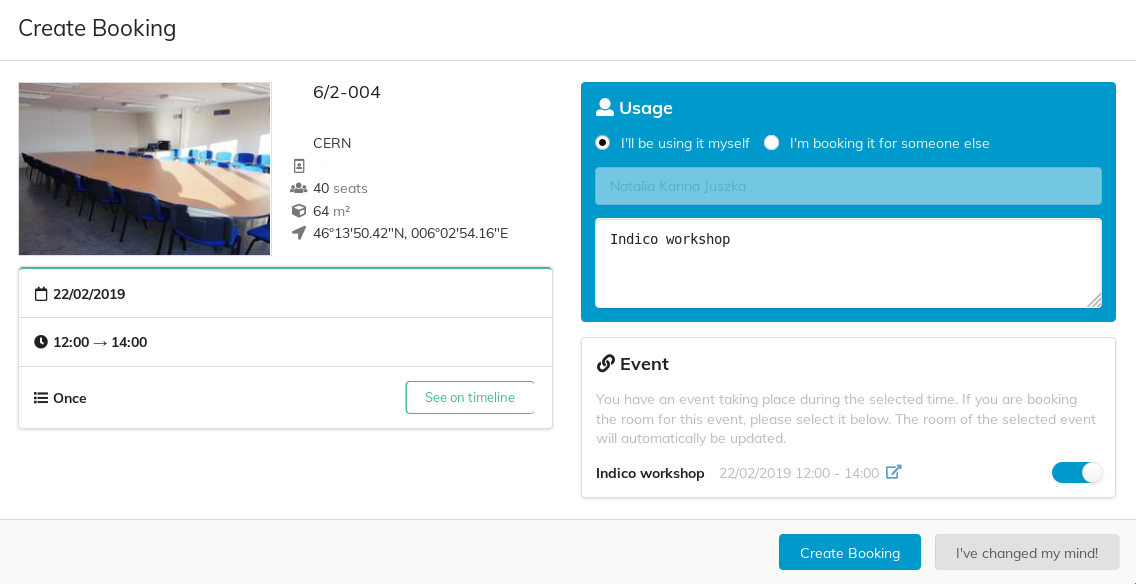 Create Booking
6/2-004
CERN
40 seats
64 m²
46°13'50.42"N, 006°02'54.16"E
22/02/2019
12:00 → 14:00
Once
See on timeline
Usage
I'll be using it myself
I'm booking it for someone else
Natalia Karina Juszka
Indico workshop
Event
You have an event taking place during the selected time. If you are booking
the room for this event, please select it below. The room of the selected event
will automatically be updated.
Indico workshop 22/02/2019 12:00 - 14:00
Create Booking
I've changed my mind!